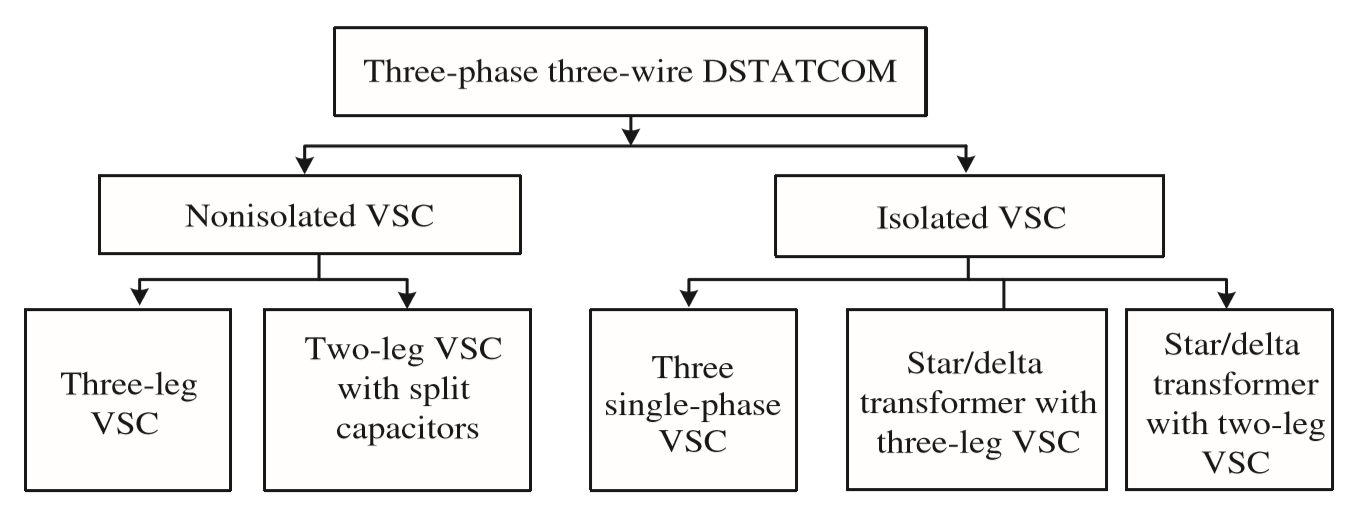 Three-phase three-wire DSTATCOM
Nonisolated VSC
Isolated VSC
Three-leg
VSC
Two-leg VSC
with split
capacitors
Three
single-phase
VSC
Star/delta
transformer with
three-leg VSC
Star/delta
transformer
with two-leg
VSC